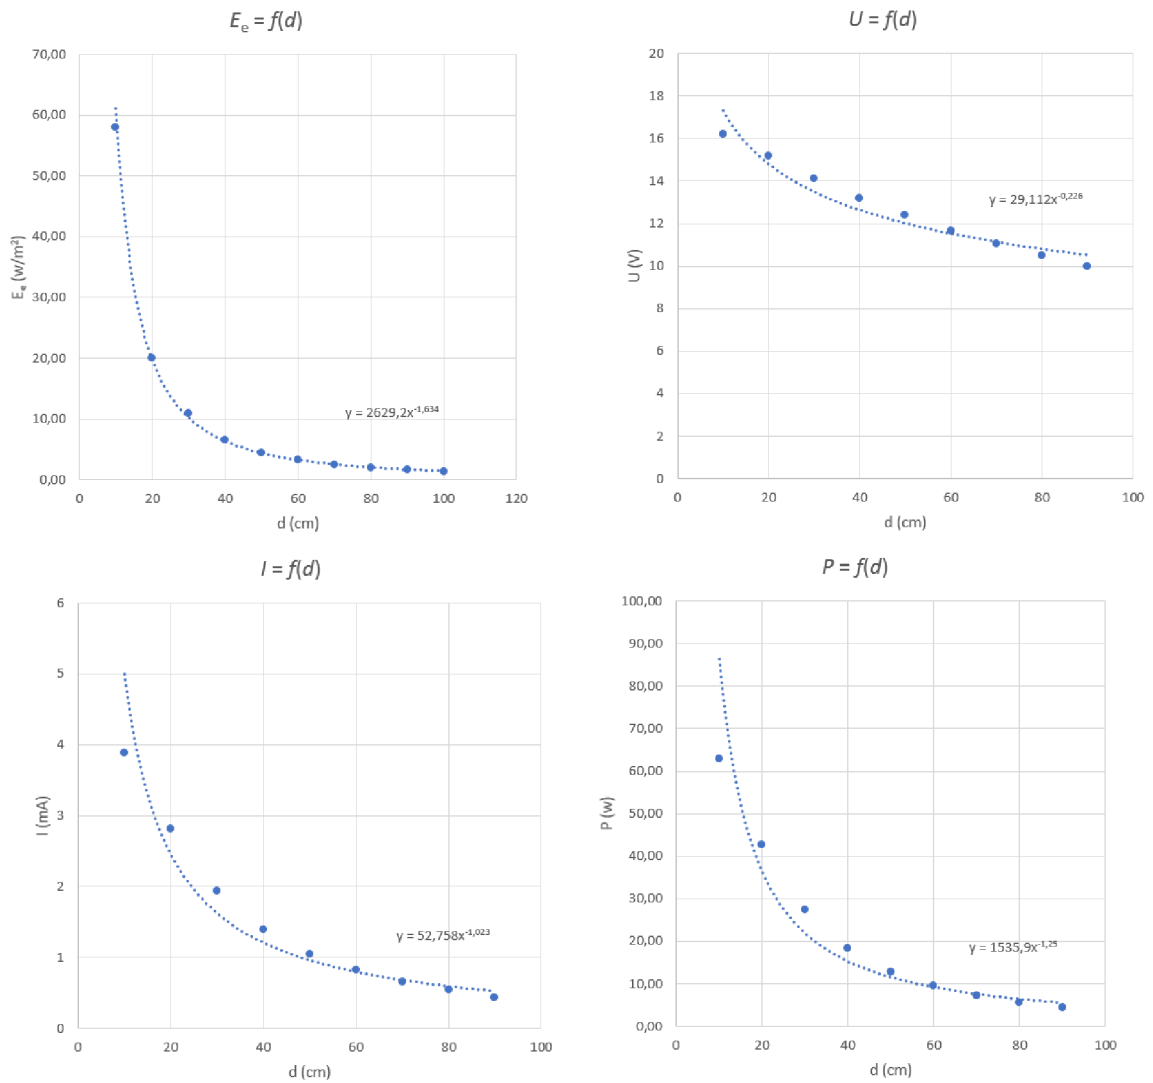 Eₑ = f(d)
70,00
60,00
50,00
40,00
30,00
20,00
10,00
0,00
Eₑ (w/m²)
y = 2629,2x⁻¹,⁶³⁴
0 20 40 60 80 100 120
d (cm)
U = f(d)
20
18
16
14
12
10
8
6
4
2
0
U (V)
y = 29,112x⁻⁰,²²⁶
0 20 40 60 80 100
d (cm)
I = f(d)
6
5
4
3
2
1
0
I (mA)
y = 52,758x⁻¹,⁰²³
0 20 40 60 80 100
d (cm)
P = f(d)
100,00
90,00
80,00
70,00
60,00
50,00
40,00
30,00
20,00
10,00
0,00
P (w)
y = 1535,9x⁻¹,²⁵
0 20 40 60 80 100
d (cm)